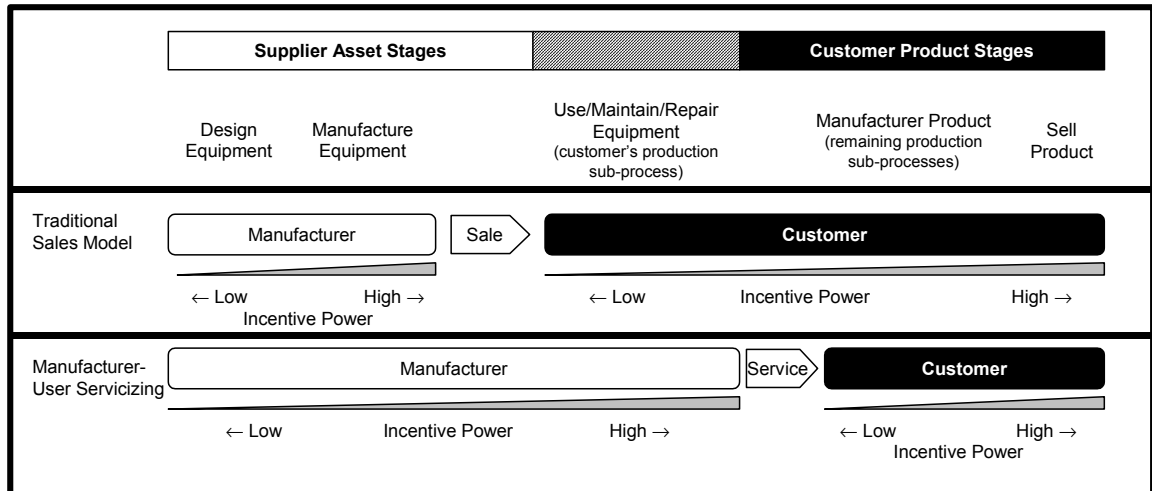 Supplier Asset Stages
Customer Product Stages
Design
Equipment
Manufacture
Equipment
Use/Maintain/Repair
Equipment
(customer's production
sub-process)
Manufacturer Product
(remaining production
sub-processes)
Sell
Product
Traditional
Sales Model
Manufacturer
Sale
Customer
← Low
High →
Incentive Power
← Low
Incentive Power
High →
Manufacturer-
User Servicizing
Manufacturer
Service
Customer
← Low
Incentive Power
High →
← Low
High →
Incentive Power